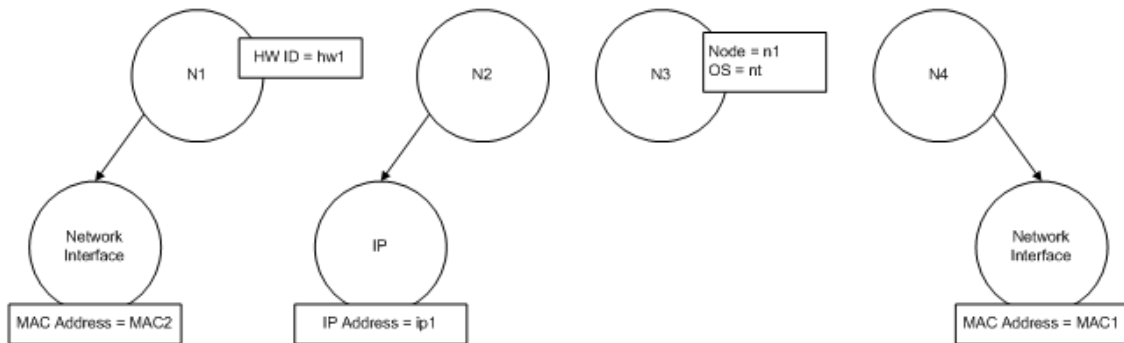 N1
HW ID = hw1
N2
N3
Node = n1
OS = nt
N4
Network
Interface
MAC Address = MAC2
IP
IP Address = ip1
Network
Interface
MAC Address = MAC1